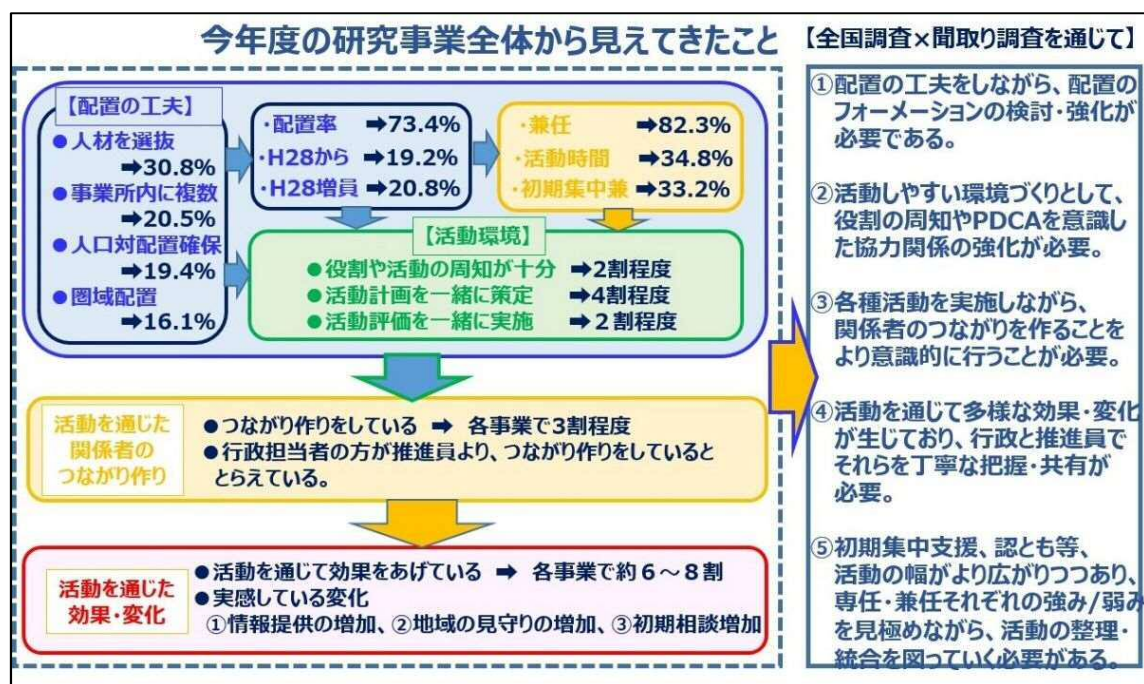 今年度の研究事業全体から見えてきたこと
【全国調査×聞取り調査を通じて】
【配置の工夫】
●人材を選抜
➡30.8%
●事業所内に複数
➡20.5%
●人口対配置確保
➡19.4%
●圏域配置
➡16.1%
・配置率 ➡73.4%
・H28から ➡19.2%
・H28増員 ➡20.8%
・兼任 ➡82.3%
・活動時間 ➡34.8%
・初期集中兼 ➡33.2%
【活動環境】
●役割や活動の周知が十分 ➡2割程度
●活動計画を一緒に策定 ➡4割程度
●活動評価を一緒に実施 ➡２割程度
活動を通じた
関係者の
つながり作り
●つながり作りをしている ➡ 各事業で3割程度
●行政担当者の方が推進員より、つながり作りをしていると
とらえている。
活動を通じた
効果・変化
●活動を通じて効果をあげている ➡ 各事業で約６～８割
●実感している変化
①情報提供の増加、②地域の見守りの増加、③初期相談増加
①配置の工夫をしながら、配置の
フォーメーションの検討・強化が
必要である。
②活動しやすい環境づくりとして、
役割の周知やPDCAを意識し
た協力関係の強化が必要。
③各種活動を実施しながら、
関係者のつながりを作ることを
より意識的に行うことが必要。
④活動を通じて多様な効果・変化
が生じており、行政と推進員で
それらを丁寧な把握・共有が
必要。
⑤初期集中支援、認とも等、
活動の幅がより広がりつつあり、
専任・兼任それぞれの強み/弱み
を見極めながら、活動の整理・
統合を図っていく必要がある。